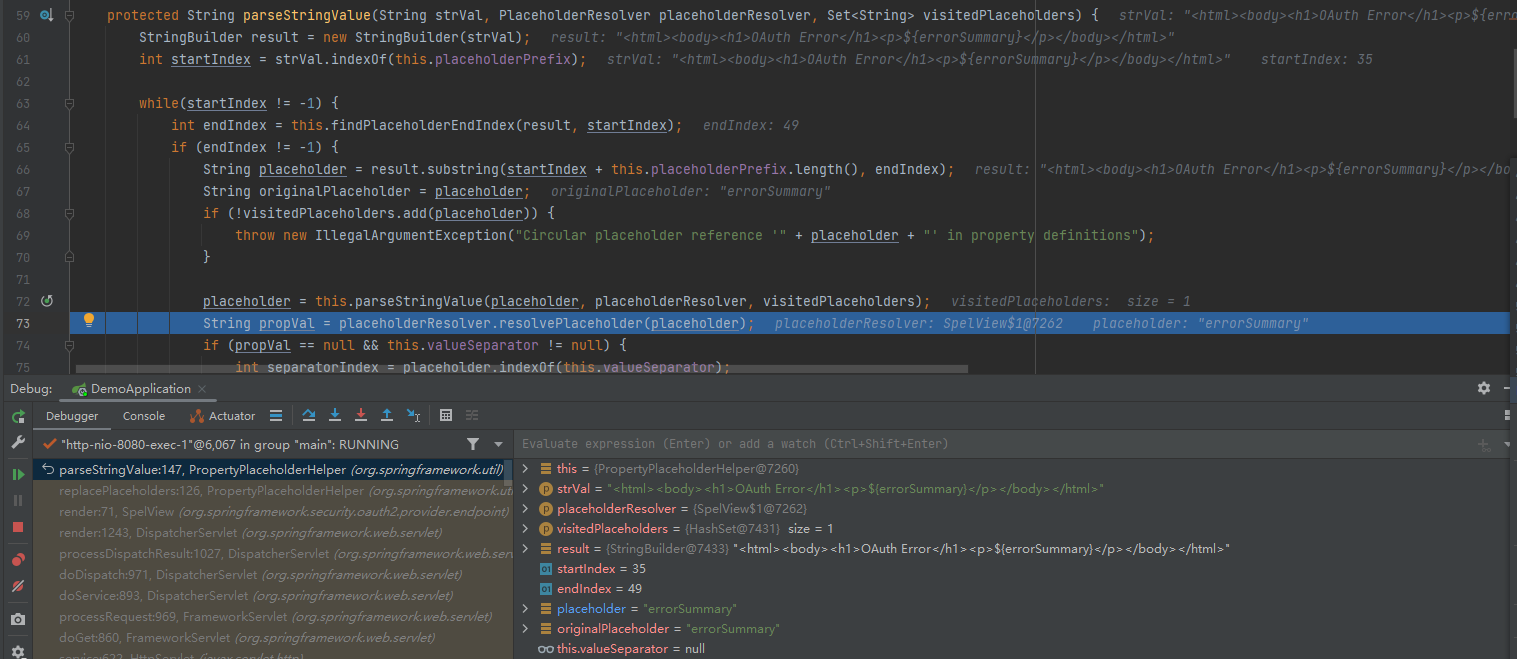 59 protected String parseStringValue(String strVal, PlaceholderResolver placeholderResolver, Set<String> visitedPlaceholders) { strVal: "<html><body><h1>OAuth Error</h1><p>${erro
60 StringBuilder result = new StringBuilder(strVal); result: "<html><body><h1>OAuth Error</h1><p>${errorSummary}</p></body></html>"
61 int startIndex = strVal.indexOf(this.placeholderPrefix); strVal: "<html><body><h1>OAuth Error</h1><p>${errorSummary}</p></body></html>" startIndex: 35
62
63 while(startIndex != -1) {
64 int endIndex = this.findPlaceholderEndIndex(result, startIndex); endIndex: 49
65 if (endIndex != -1) {
66 String placeholder = result.substring(startIndex + this.placeholderPrefix.length(), endIndex); result: "<html><body><h1>OAuth Error</h1><p>${errorSummary}</p></bo
67 String originalPlaceholder = placeholder; originalPlaceholder: "errorSummary"
68 if (!visitedPlaceholders.add(placeholder)) {
69 throw new IllegalArgumentException("Circular placeholder reference '" + placeholder + "' in property definitions");
70 }
71
72 placeholder = this.parseStringValue(placeholder, placeholderResolver, visitedPlaceholders); visitedPlaceholders: size = 1
73 String propVal = placeholderResolver.resolvePlaceholder(placeholder); placeholderResolver: SpelView$1@7262 placeholder: "errorSummary"
74 if (propVal == null && this.valueSeparator != null) {
75 int separatorIndex = placeholder.indexOf(this.valueSeparator);
Debug: DemoApplication
Debugger Console Actuator
"http-nio-8080-exec-1"@6,067 in group "main": RUNNING
Evaluate expression (Enter) or add a watch (Ctrl+Shift+Enter)
parseStringValue:147, PropertyPlaceholderHelper (org.springframework.util)
replacePlaceholders:126, PropertyPlaceholderHelper (org.springframework.uti
render:71, SpelView (org.springframework.security.oauth2.provider.endpoint)
render:1243, DispatcherServlet (org.springframework.web.servlet)
processDispatchResult:1027, DispatcherServlet (org.springframework.web.serv
doDispatch:971, DispatcherServlet (org.springframework.web.servlet)
doService:893, DispatcherServlet (org.springframework.web.servlet)
processRequest:969, FrameworkServlet (org.springframework.web.servlet)
doGet:860, FrameworkServlet (org.springframework.web.servlet)
service:622, HttpServlet (javax.servlet.http)
this = {PropertyPlaceholderHelper@7260}
strVal = "<html><body><h1>OAuth Error</h1><p>${errorSummary}</p></body></html>"
placeholderResolver = {SpelView$1@7262}
visitedPlaceholders = {HashSet@7431} size = 1
result = {StringBuilder@7433} "<html><body><h1>OAuth Error</h1><p>${errorSummary}</p></body></html>"
startIndex = 35
endIndex = 49
placeholder = "errorSummary"
originalPlaceholder = "errorSummary"
this.valueSeparator = null